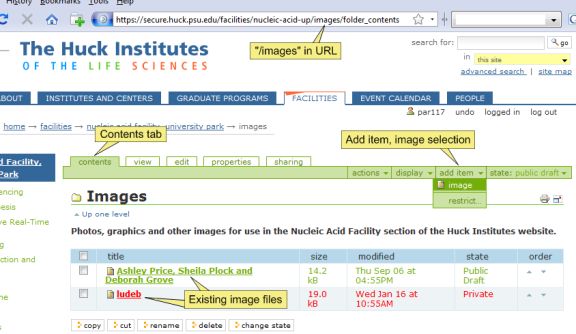 History Bookmarks Tools Help
https://secure.huck.psu.edu/facilities/nucleic-acid-up/images/folder_contents
"/images" in URL
The Huck Institutes
OF THE LIFE SCIENCES
search for:
go
in this site
advanced search | site map
ABOUT INSTITUTES AND CENTERS GRADUATE PROGRAMS FACILITIES EVENT CALENDAR PEOPLE
par117 undo logged in log out
home → facilities → nucleic acid facility, university park → images
Contents tab
Add item, image selection
d Facility,
Park
contents view edit properties sharing
actions display add item state: public draft
image
restrict...
encing
esis
ve Real-Time
g
ction and
ne
es
Images
Up one level
Photos, graphics and other images for use in the Nucleic Acid Facility section of the Huck Institutes website.
title size modified state order
Ashley Price, Sheila Plock and Deborah Grove 14.2 kB Thu Sep 06 at 04:55PM Public Draft
ludeb 19.0 kB Wed Jan 16 at 10:55AM Private
Existing image files
copy cut rename delete change state